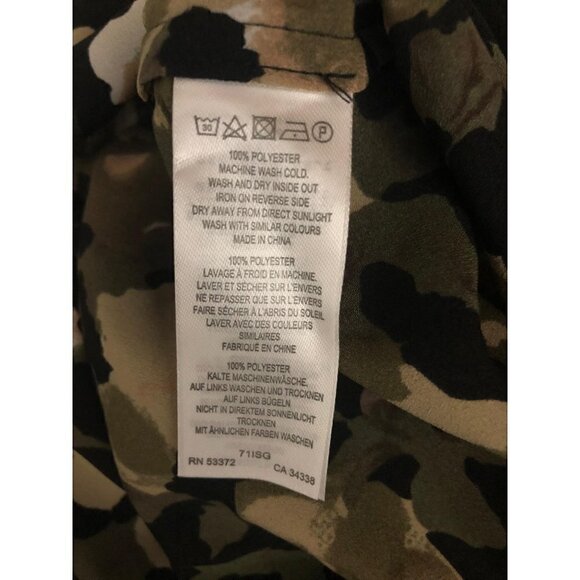 30 P
100% POLYESTER
MACHINE WASH COLD.
WASH AND DRY INSIDE OUT
IRON ON REVERSE SIDE
DRY AWAY FROM DIRECT SUNLIGHT
WASH WITH SIMILAR COLOURS
MADE IN CHINA
100% POLYESTER
LAVAGE À FROID EN MACHINE.
LAVER ET SÉCHER SUR L'ENVERS
NE REPASSER QUE SUR L'ENVERS
FAIRE SÉCHER À L'ABRIS DU SOLEIL
LAVER AVEC DES COULEURS
SIMILAIRES
FABRIQUÉ EN CHINE
100% POLYESTER
KALTE MASCHINENWÄSCHE.
AUF LINKS WASCHEN UND TROCKNEN
AUF LINKS BÜGELN
NICHT IN DIREKTEM SONNENLICHT
TROCKNEN
MIT ÄHNLICHEN FARBEN WASCHEN
71ISG
RN 53372 CA 34338